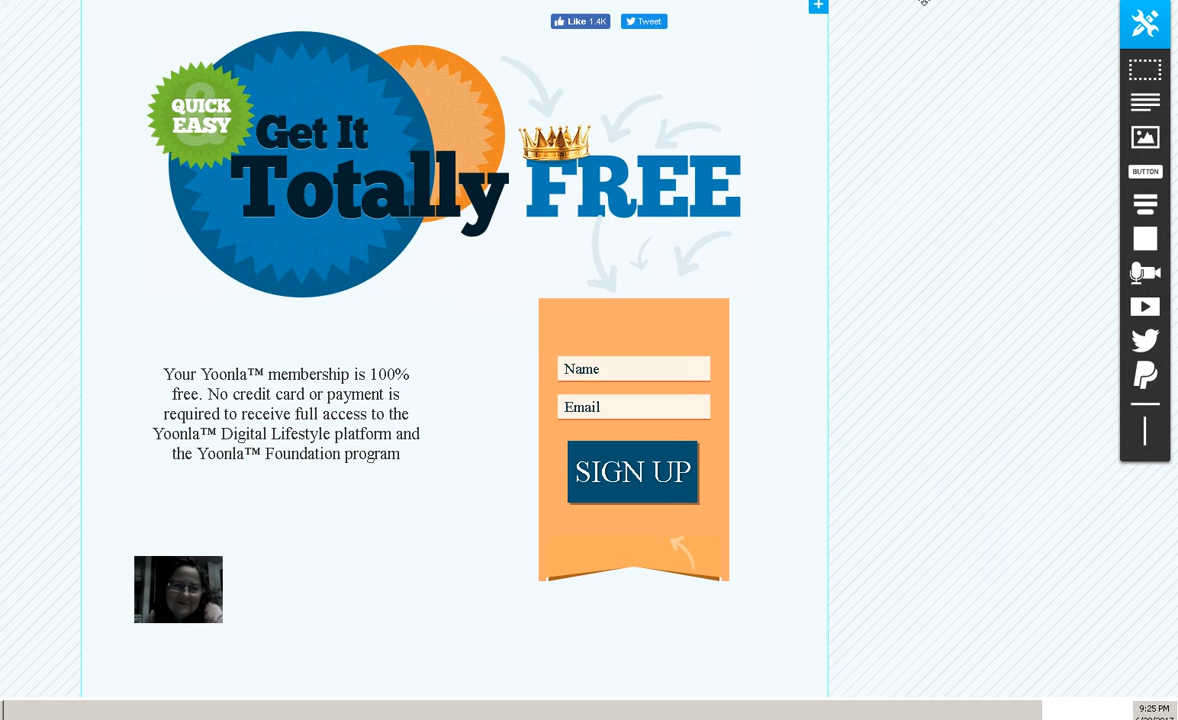 Like 1.4K
Tweet
QUICK
&
EASY
Get It
Totally FREE
Your Yoonla™ membership is 100%
free. No credit card or payment is
required to receive full access to the
Yoonla™ Digital Lifestyle platform and
the Yoonla™ Foundation program
Name
Email
SIGN UP
BUTTON
9:25 PM